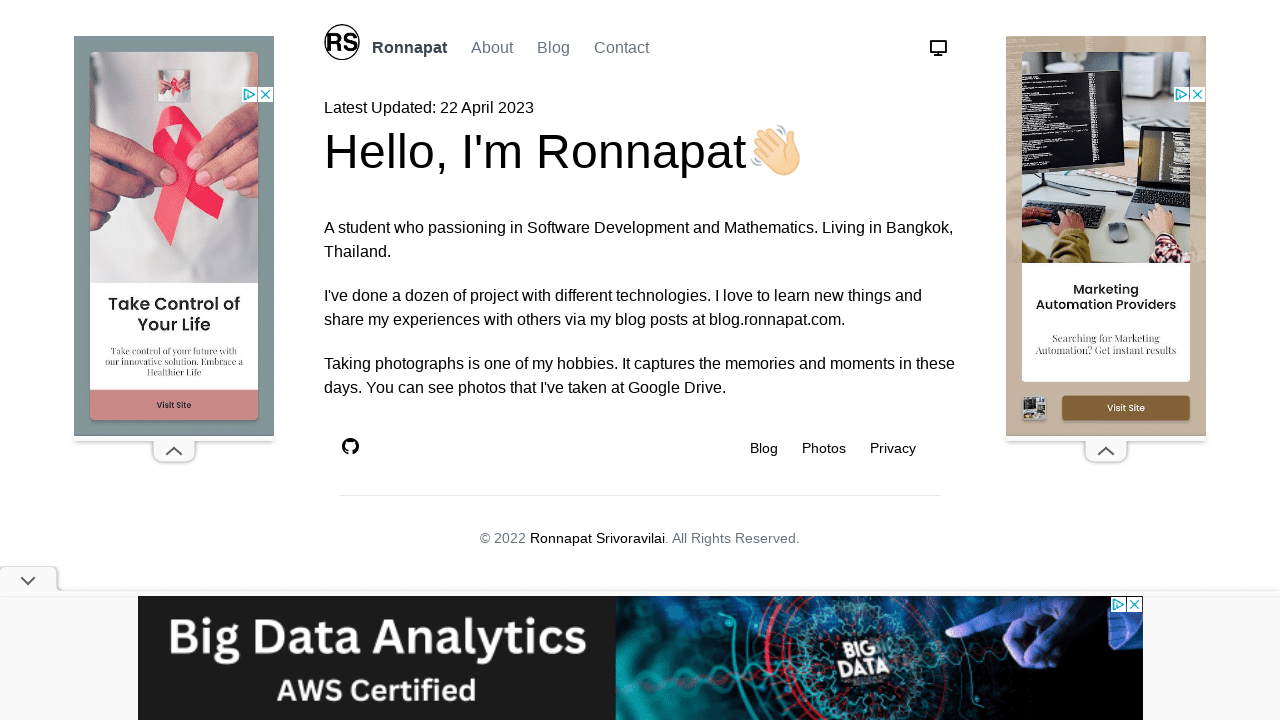 RS
Ronnapat About Blog Contact
Latest Updated: 22 April 2023
Hello, I'm Ronnapat👋🏼
A student who passioning in Software Development and Mathematics. Living in Bangkok,
Thailand.
I've done a dozen of project with different technologies. I love to learn new things and
share my experiences with others via my blog posts at blog.ronnapat.com.
Taking photographs is one of my hobbies. It captures the memories and moments in these
days. You can see photos that I've taken at Google Drive.
Blog Photos Privacy
© 2022 Ronnapat Srivoravilai. All Rights Reserved.
Take Control of
Your Life
Take control of your future with
our innovative solution. Embrace a
Healthier Life
Visit Site
Marketing
Automation Providers
Searching for Marketing
Automation? Get instant results
Visit Site
Big Data Analytics
AWS Certified
BIG
DATA